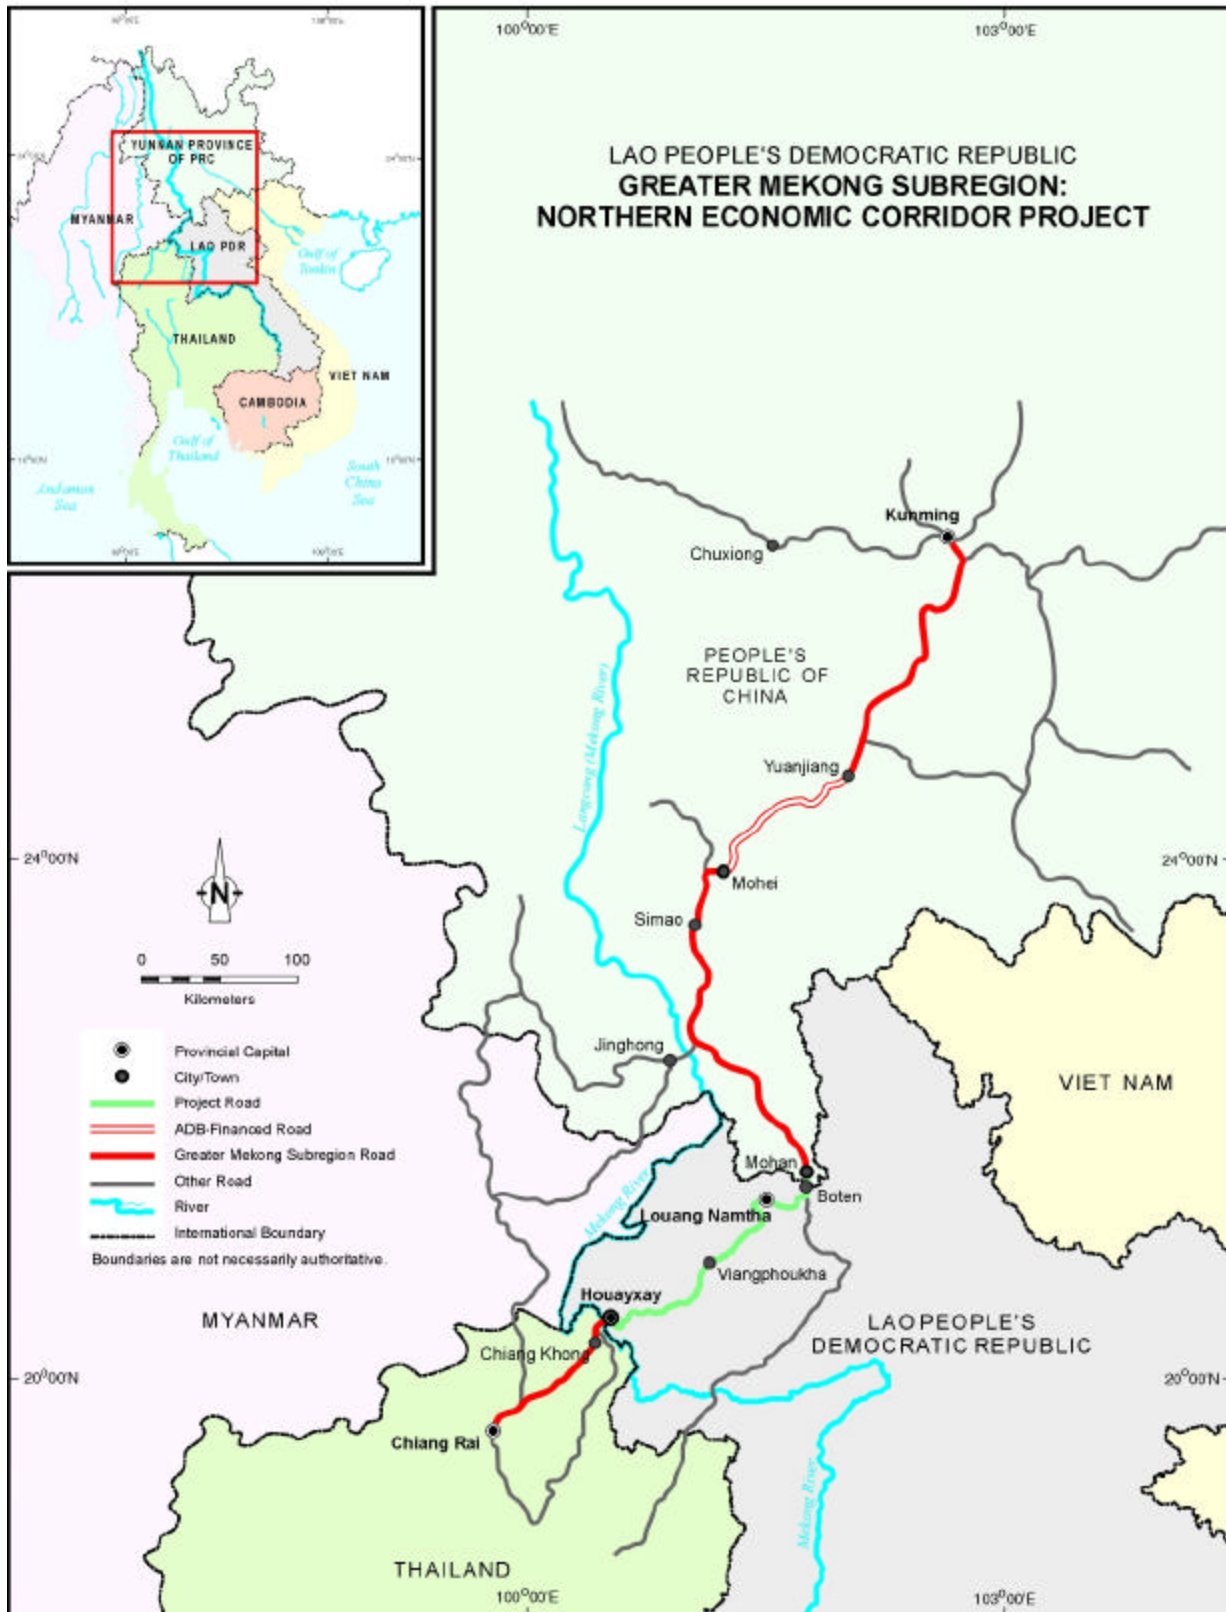 100°00'E
103°00'E
LAO PEOPLE'S DEMOCRATIC REPUBLIC
GREATER MEKONG SUBREGION:
NORTHERN ECONOMIC CORRIDOR PROJECT
YUNNAN PROVINCE
OF PRC
MYANMAR
LAO PDR
Gulf of
Tonkin
THAILAND
VIET NAM
CAMBODIA
Gulf of
Thailand
South
China
Sea
Andaman
Sea
Kunming
Chuxiong
PEOPLE'S
REPUBLIC OF
CHINA
Lancang (Mekong River)
Yuanjiang
24°00'N
24°00'N
Mohei
Simao
N
0 50 100
Kilometers
Jinghong
VIET NAM
Provincial Capital
City/Town
Project Road
ADB-Financed Road
Greater Mekong Subregion Road
Other Road
River
International Boundary
Boundaries are not necessarily authoritative.
Mohan
Boten
Mekong River
Louang Namtha
Viangphoukha
Houayxay
MYANMAR
LAO PEOPLE'S
DEMOCRATIC REPUBLIC
Chiang Khong
20°00'N
20°00'N
Chiang Rai
Mekong River
THAILAND
100°00'E
103°00'E